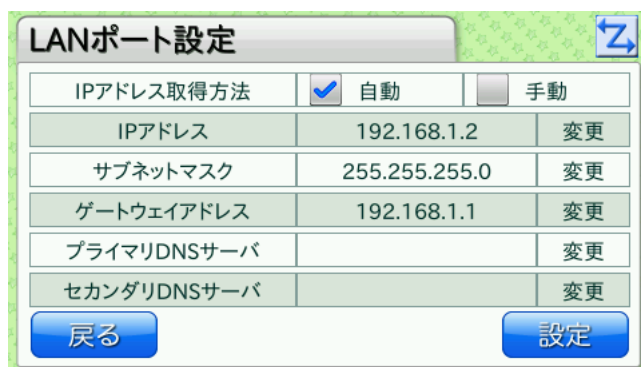 LANポート設定
Z
IPアドレス取得方法 自動 手動
IPアドレス 192.168.1.2 変更
サブネットマスク 255.255.255.0 変更
ゲートウェイアドレス 192.168.1.1 変更
プライマリDNSサーバ 変更
セカンダリDNSサーバ 変更
戻る 設定